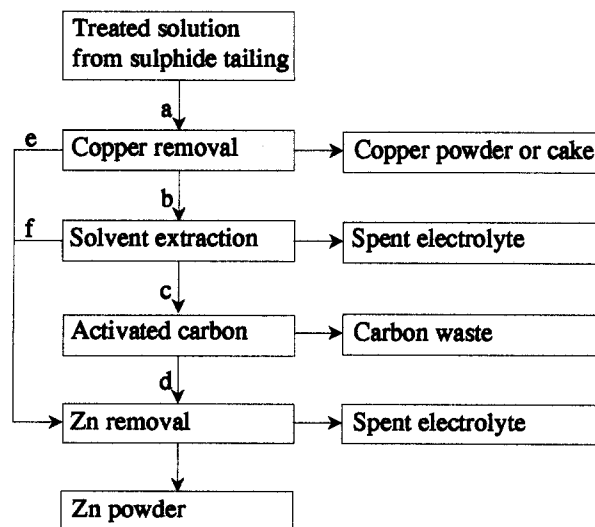 Treated solution
from sulphide tailing
a
e
Copper removal
Copper powder or cake
b
f
Solvent extraction
Spent electrolyte
c
Activated carbon
Carbon waste
d
Zn removal
Spent electrolyte
Zn powder